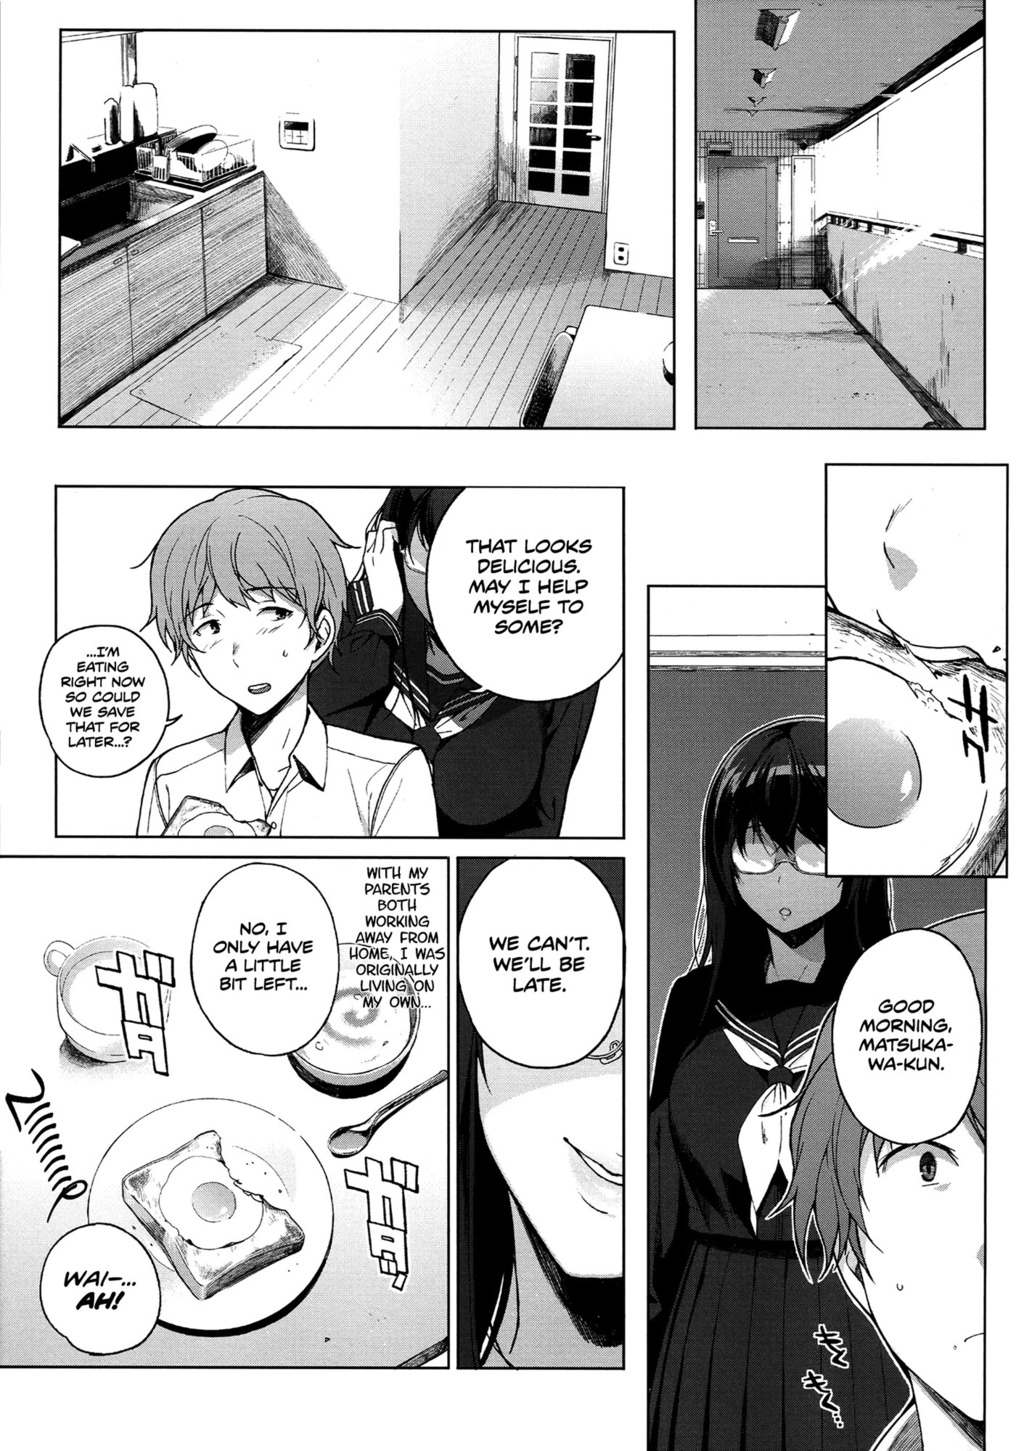 ギッ
GOOD
MORNING,
MATSUKA-
WA-KUN.
THAT LOOKS
DELICIOUS.
MAY I HELP
MYSELF TO
SOME?
...I'M
EATING
RIGHT NOW
SO COULD
WE SAVE
THAT FOR
LATER...?
WE CAN'T.
WE'LL BE
LATE.
WITH MY
PARENTS
BOTH
WORKING
AWAY FROM
HOME, I WAS
ORIGINALLY
LIVING ON
MY OWN...
NO, I
ONLY HAVE
A LITTLE
BIT LEFT...
ガタ
ガタ,
WAI–...
AH!